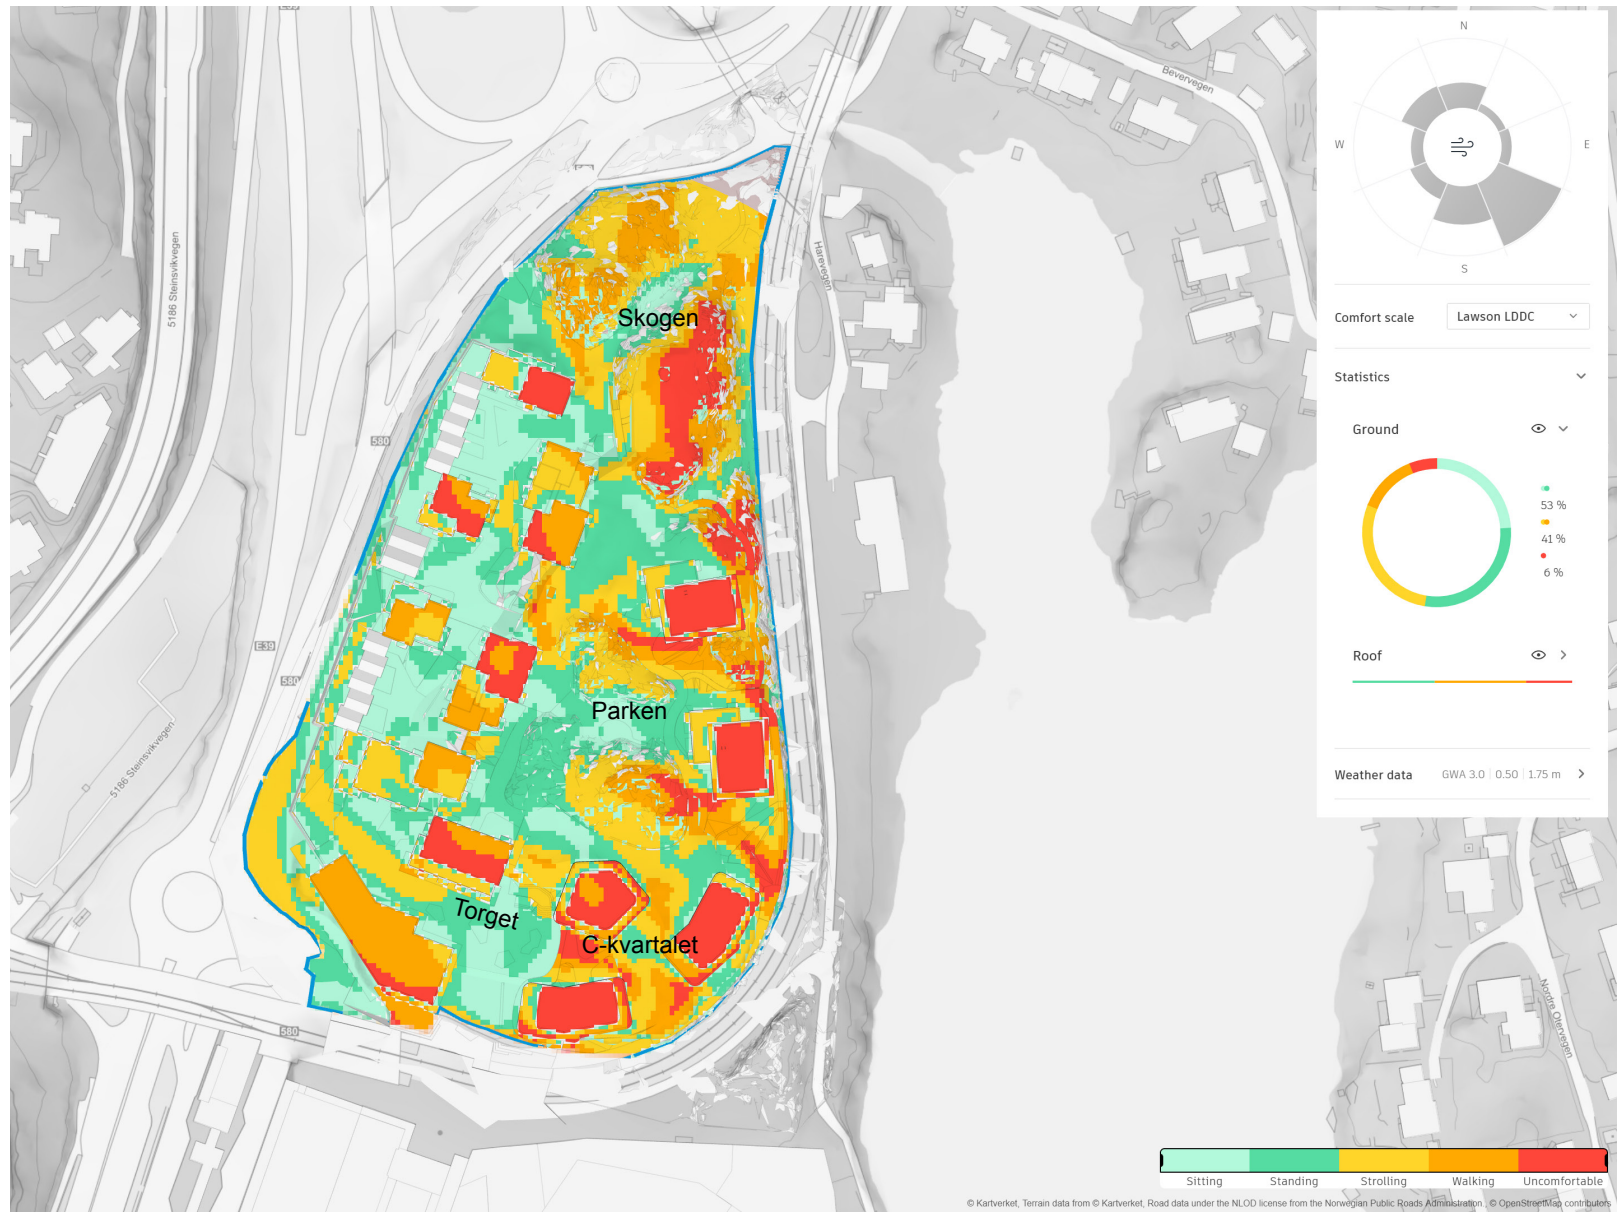 N
W
E
S
Comfort scale
Lawson LDDC
Statistics
Ground
53 %
41 %
6 %
Roof
Weather data
GWA 3.0 | 0.50 | 1.75 m
Bevervegen
Harevegen
5186 Steinsvikvegen
580
E39
580
5186 Steinsvikvegen
580
Nordre Otervegen
Skogen
Parken
Torget
C-kvartalet
Sitting
Standing
Strolling
Walking
Uncomfortable
© Kartverket, Terrain data from © Kartverket, Road data under the NLOD license from the Norwegian Public Roads Administration , © OpenStreetMap contributors